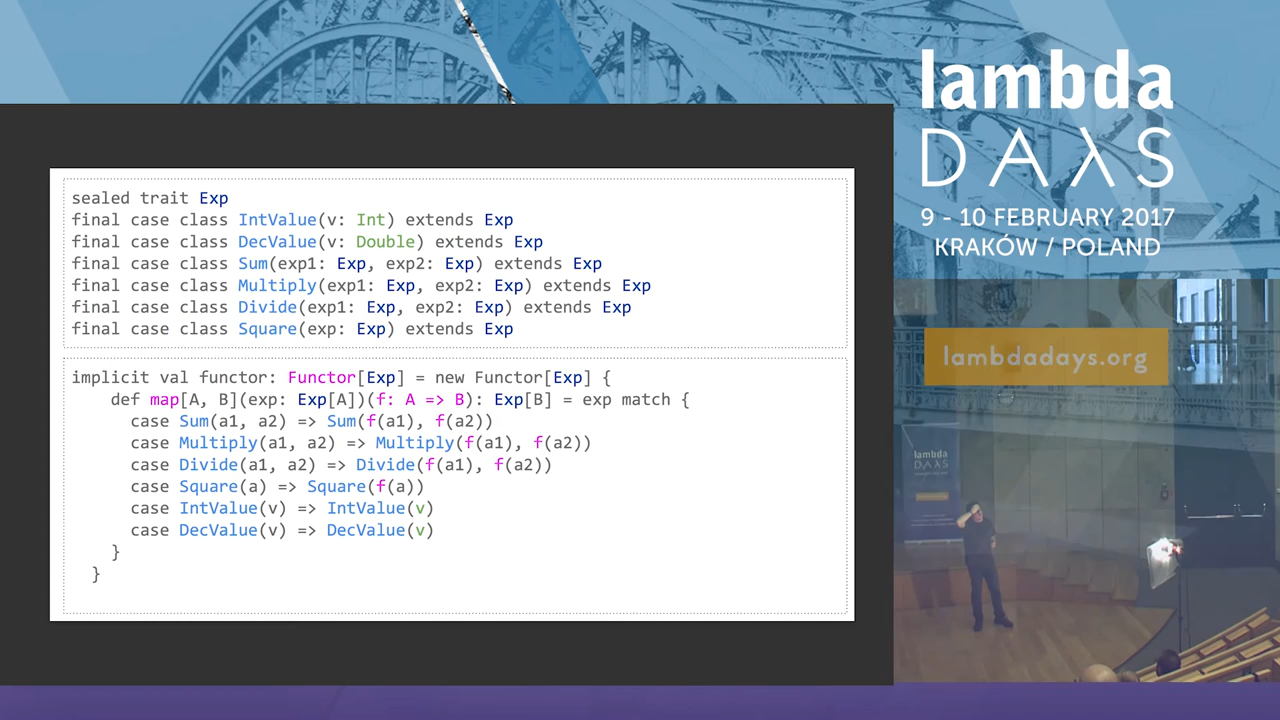 lambda
DAYS
9 - 10 FEBRUARY 2017
KRAKÓW / POLAND
lambdadays.org
sealed trait Exp
final case class IntValue(v: Int) extends Exp
final case class DecValue(v: Double) extends Exp
final case class Sum(exp1: Exp, exp2: Exp) extends Exp
final case class Multiply(exp1: Exp, exp2: Exp) extends Exp
final case class Divide(exp1: Exp, exp2: Exp) extends Exp
final case class Square(exp: Exp) extends Exp
implicit val functor: Functor[Exp] = new Functor[Exp] {
    def map[A, B](exp: Exp[A])(f: A => B): Exp[B] = exp match {
      case Sum(a1, a2) => Sum(f(a1), f(a2))
      case Multiply(a1, a2) => Multiply(f(a1), f(a2))
      case Divide(a1, a2) => Divide(f(a1), f(a2))
      case Square(a) => Square(f(a))
      case IntValue(v) => IntValue(v)
      case DecValue(v) => DecValue(v)
    }
  }
lambda
DAYS